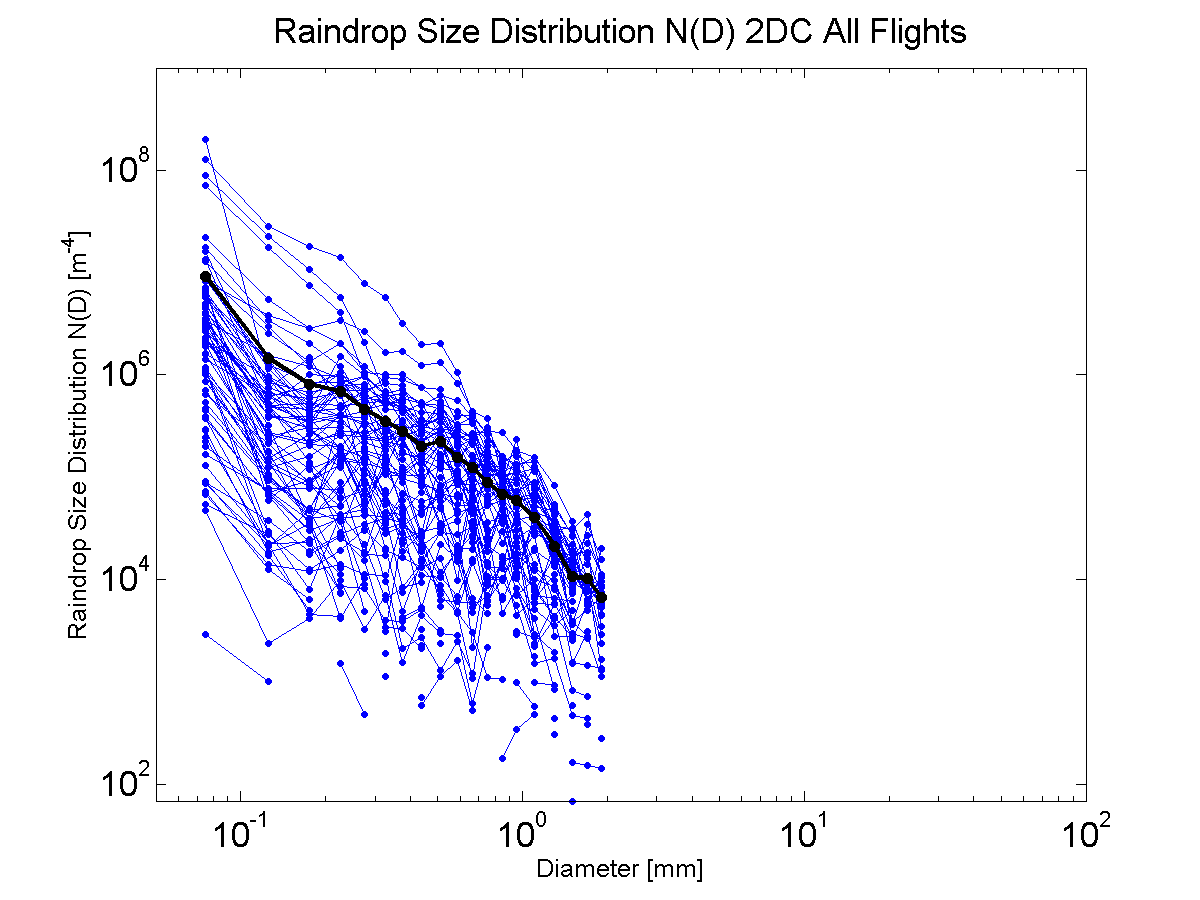 Raindrop Size Distribution N(D) 2DC All Flights
10^8
10^6
10^4
10^2
Raindrop Size Distribution N(D) [m^-4]
10^-1
10^0
10^1
10^2
Diameter [mm]